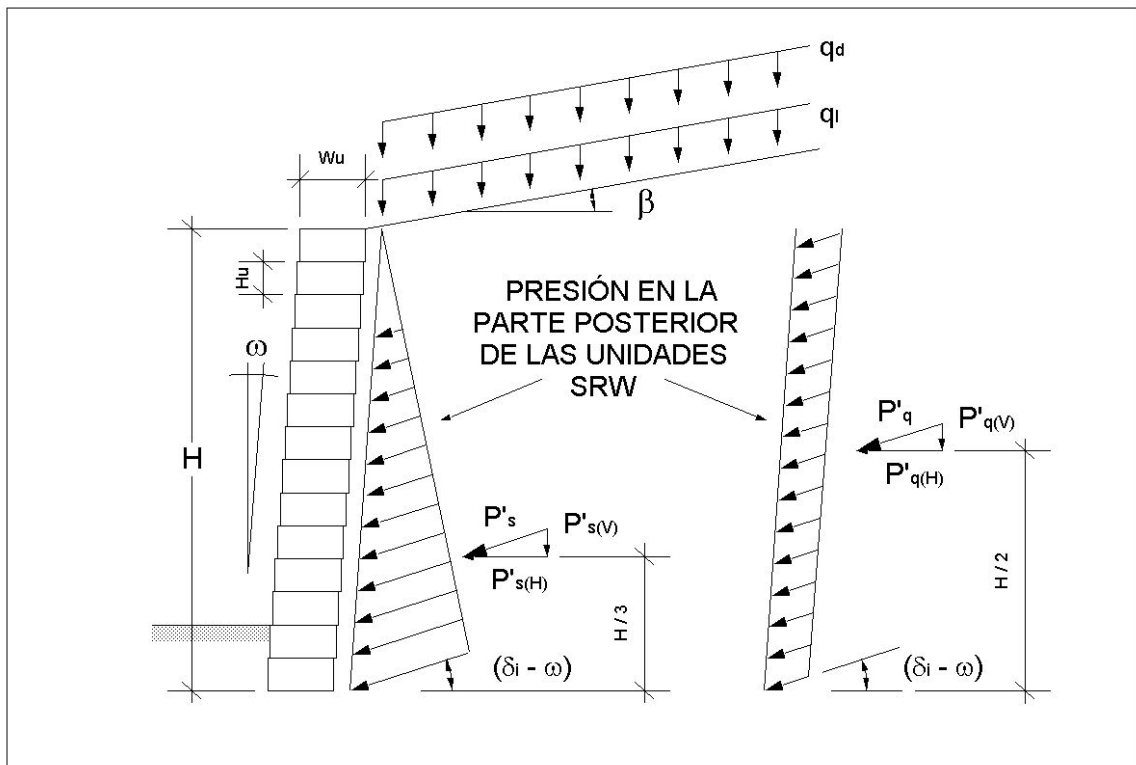 qd
ql
Wu
β
Hu
PRESIÓN EN LA
PARTE POSTERIOR
DE LAS UNIDADES
SRW
ω
H
P'q
P'q(V)
P'q(H)
P's
P's(V)
P's(H)
H / 3
H / 2
(δi - ω)
(δi - ω)